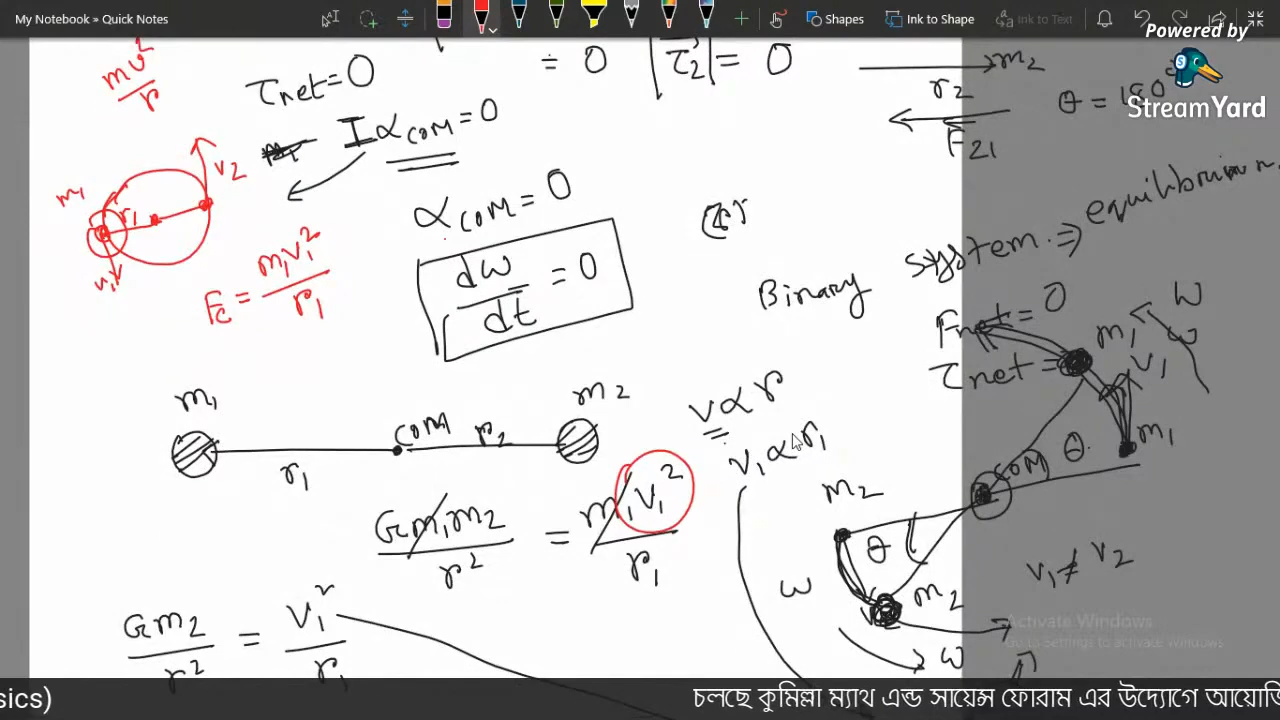 My Notebook » Quick Notes
Shapes
Ink to Shape
Ink to Text
Powered by
StreamYard
mv²/r
τnet = 0
= 0
|τ₂| = 0
m₂
r₂
F₂₁
θ = 180°
I α COM = 0
α COM = 0
dω/dt = 0
m₁
r₁
v₂
v₁
Fc = m₁v₁²/r₁
Binary
system. ⇒ equilibrium
Fnet = 0
τnet =
m₁
ω
ω
v₁
m₁
COM
θ
m₁
COM
m₂
r₁
r₂
v ∝ r
v₁ ∝ r₁
Gm₁m₂/r² = m₁v₁²/r₁
m₂
θ
ω
m₂
ω
v₁ ≠ v₂
Gm₂/r² = v₁²/r₁
Activate Windows
Go to Settings to activate Windows.
sics)
চলছে কুমিল্লা ম্যাথ এন্ড সায়েন্স ফোরাম এর উদ্যোগে আয়োজি